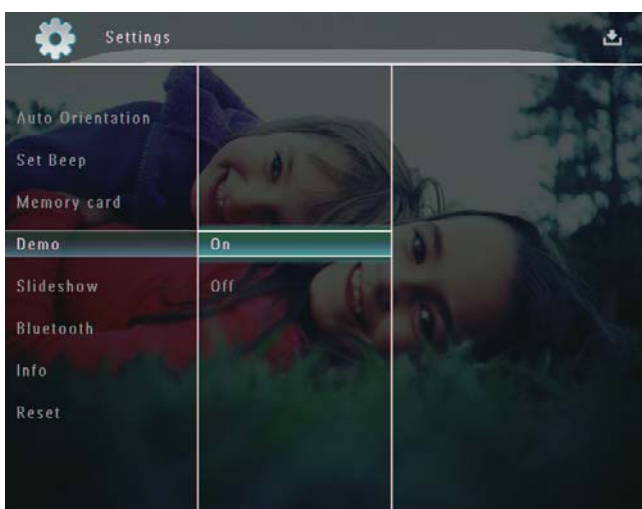 Settings
Auto Orientation
Set Beep
Memory card
Demo On
Slideshow Off
Bluetooth
Info
Reset